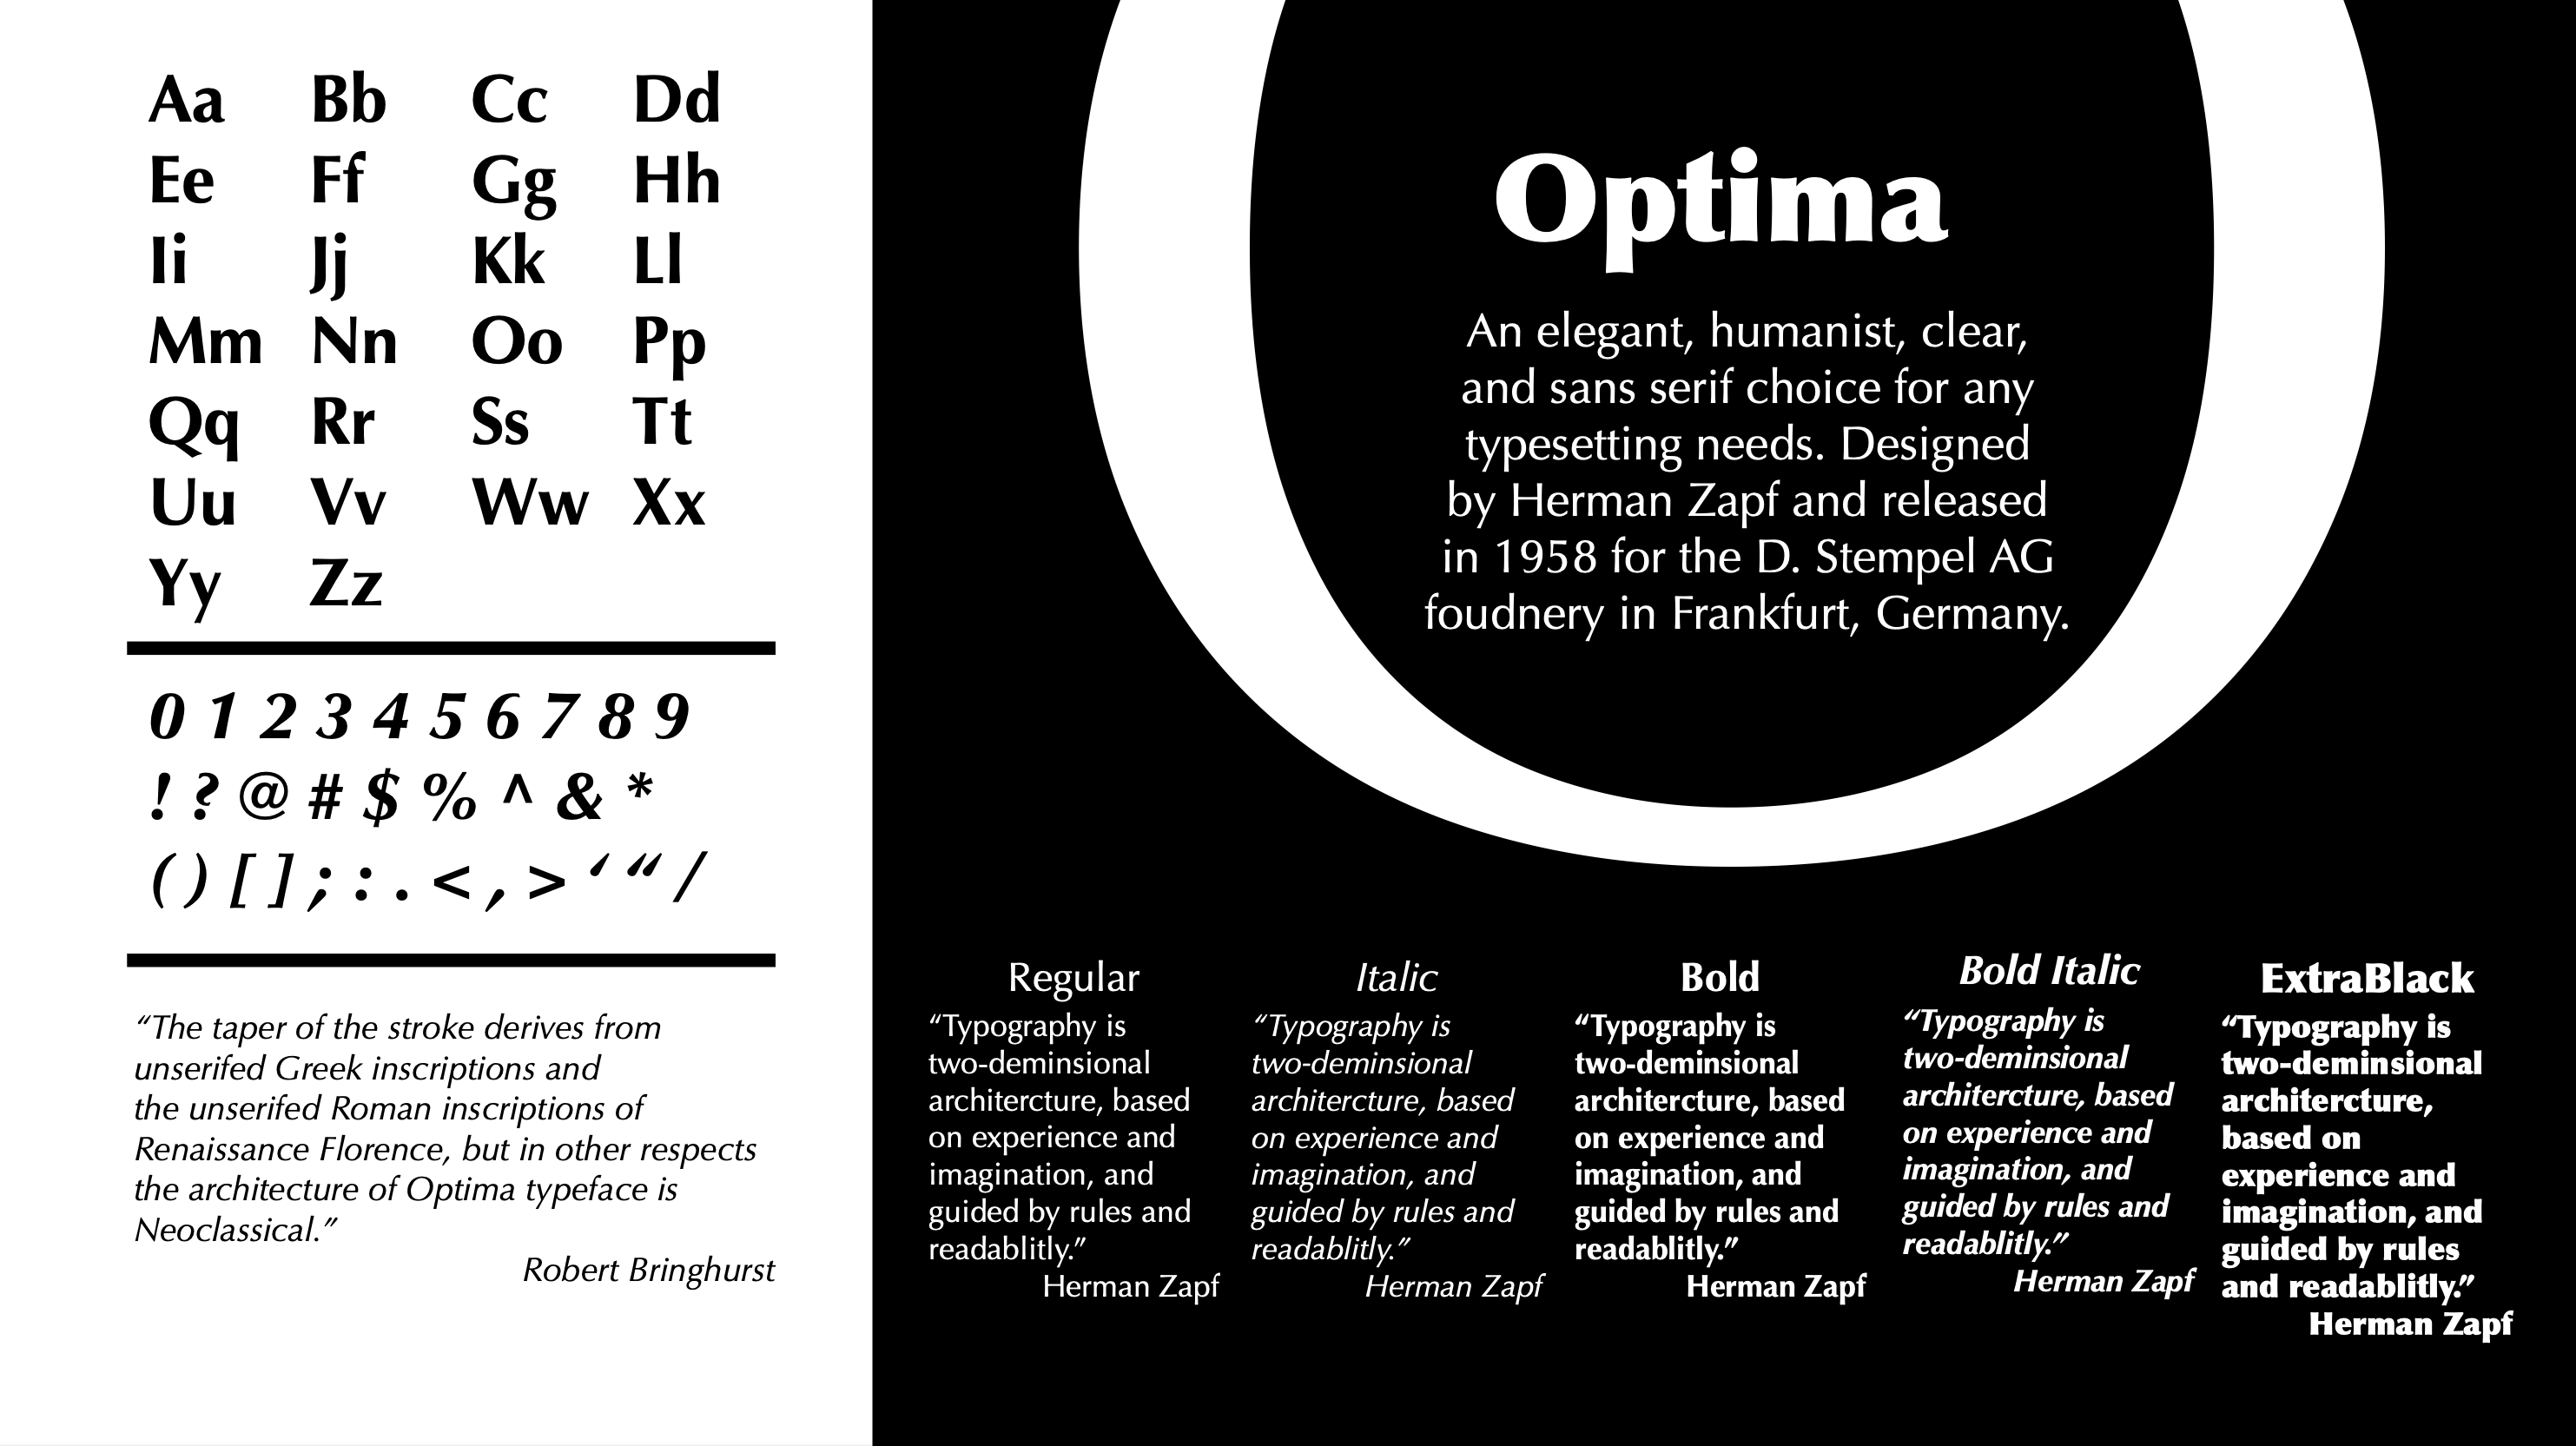 Aa Bb Cc Dd
Ee Ff Gg Hh
Ii Jj Kk Ll
Mm Nn Oo Pp
Qq Rr Ss Tt
Uu Vv Ww Xx
Yy Zz
0 1 2 3 4 5 6 7 8 9
! ? @ # $ % ^ & *
( ) [ ] ; : . < , > ‘ “ /
“The taper of the stroke derives from
unserifed Greek inscriptions and
the unserifed Roman inscriptions of
Renaissance Florence, but in other respects
the architecture of Optima typeface is
Neoclassical.”
Robert Bringhurst
Optima
An elegant, humanist, clear,
and sans serif choice for any
typesetting needs. Designed
by Herman Zapf and released
in 1958 for the D. Stempel AG
foudnery in Frankfurt, Germany.
Regular
“Typography is
two-deminsional
architercture, based
on experience and
imagination, and
guided by rules and
readablitly.”
Herman Zapf
Italic
“Typography is
two-deminsional
architercture, based
on experience and
imagination, and
guided by rules and
readablitly.”
Herman Zapf
Bold
“Typography is
two-deminsional
architercture, based
on experience and
imagination, and
guided by rules and
readablitly.”
Herman Zapf
Bold Italic
“Typography is
two-deminsional
architercture, based
on experience and
imagination, and
guided by rules and
readablitly.”
Herman Zapf
ExtraBlack
“Typography is
two-deminsional
architercture,
based on
experience and
imagination, and
guided by rules
and readablitly.”
Herman Zapf